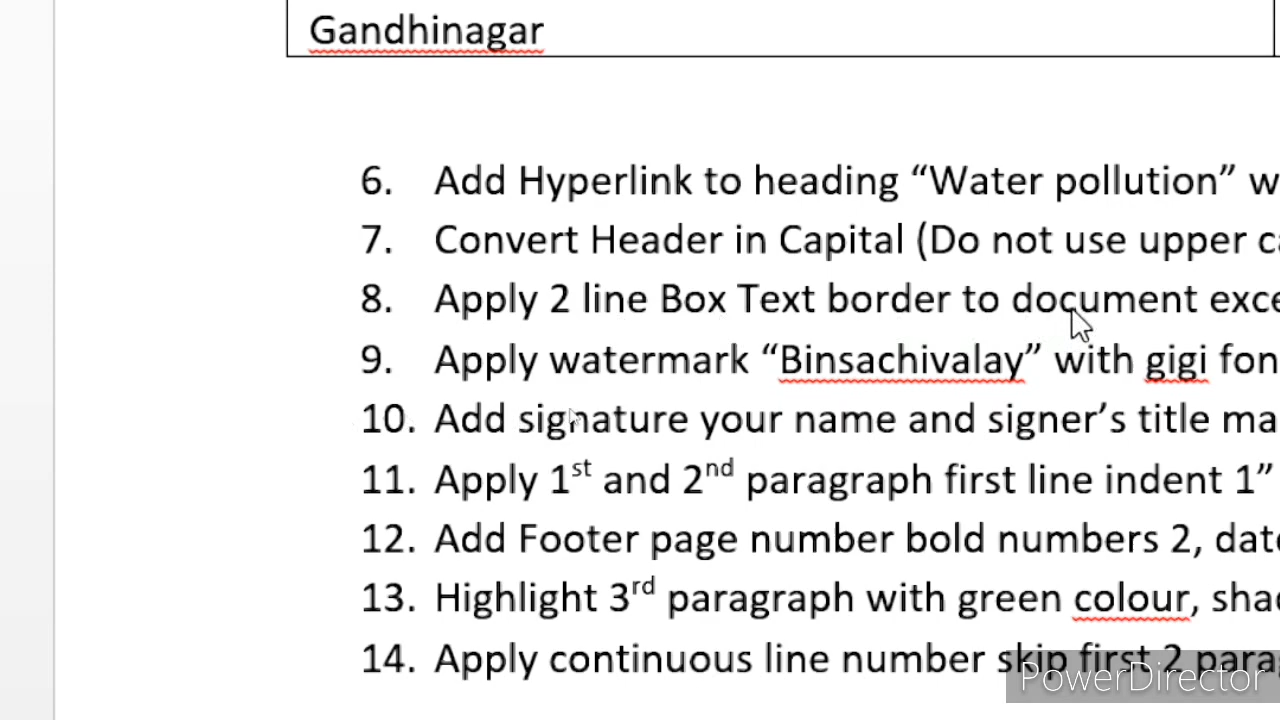 Gandhinagar
6. Add Hyperlink to heading “Water pollution” w
7. Convert Header in Capital (Do not use upper ca
8. Apply 2 line Box Text border to document exce
9. Apply watermark “Binsachivalay” with gigi fon
10. Add signature your name and signer’s title ma
11. Apply 1st and 2nd paragraph first line indent 1”
12. Add Footer page number bold numbers 2, date
13. Highlight 3rd paragraph with green colour, shad
14. Apply continuous line number skip first 2 parag
PowerDirector